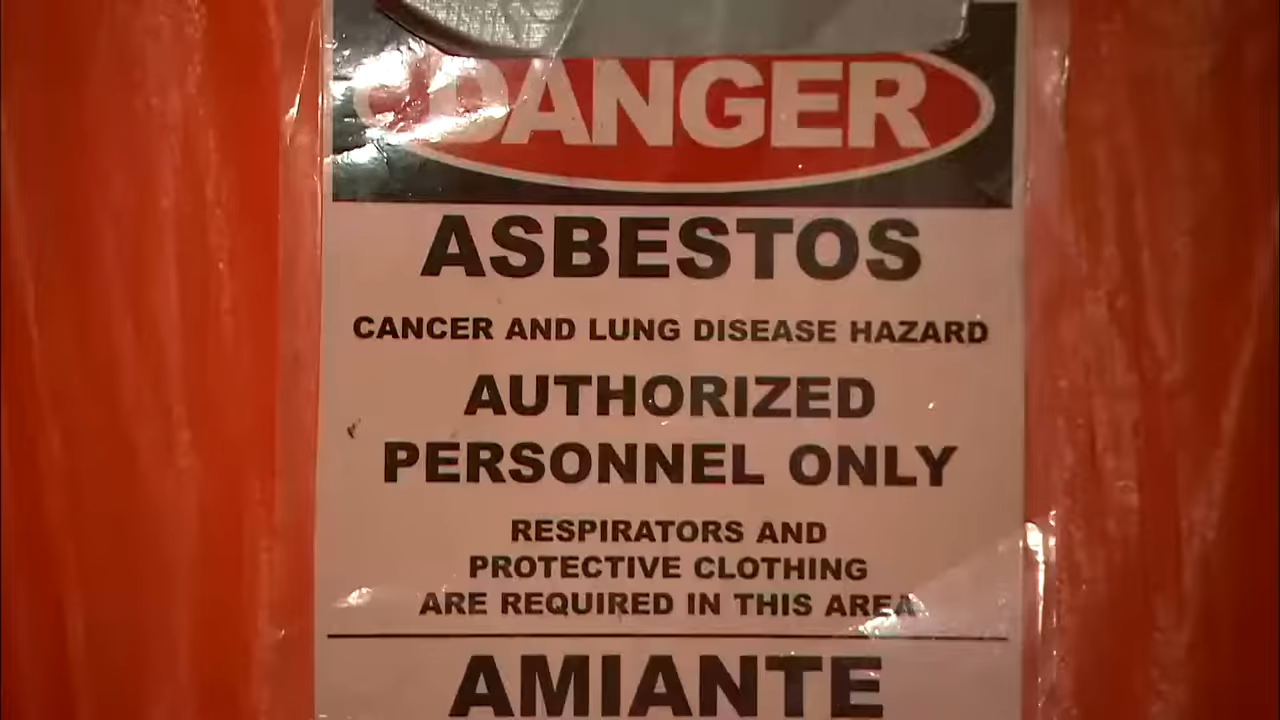 DANGER
ASBESTOS
CANCER AND LUNG DISEASE HAZARD
AUTHORIZED
PERSONNEL ONLY
RESPIRATORS AND
PROTECTIVE CLOTHING
ARE REQUIRED IN THIS AREA
AMIANTE